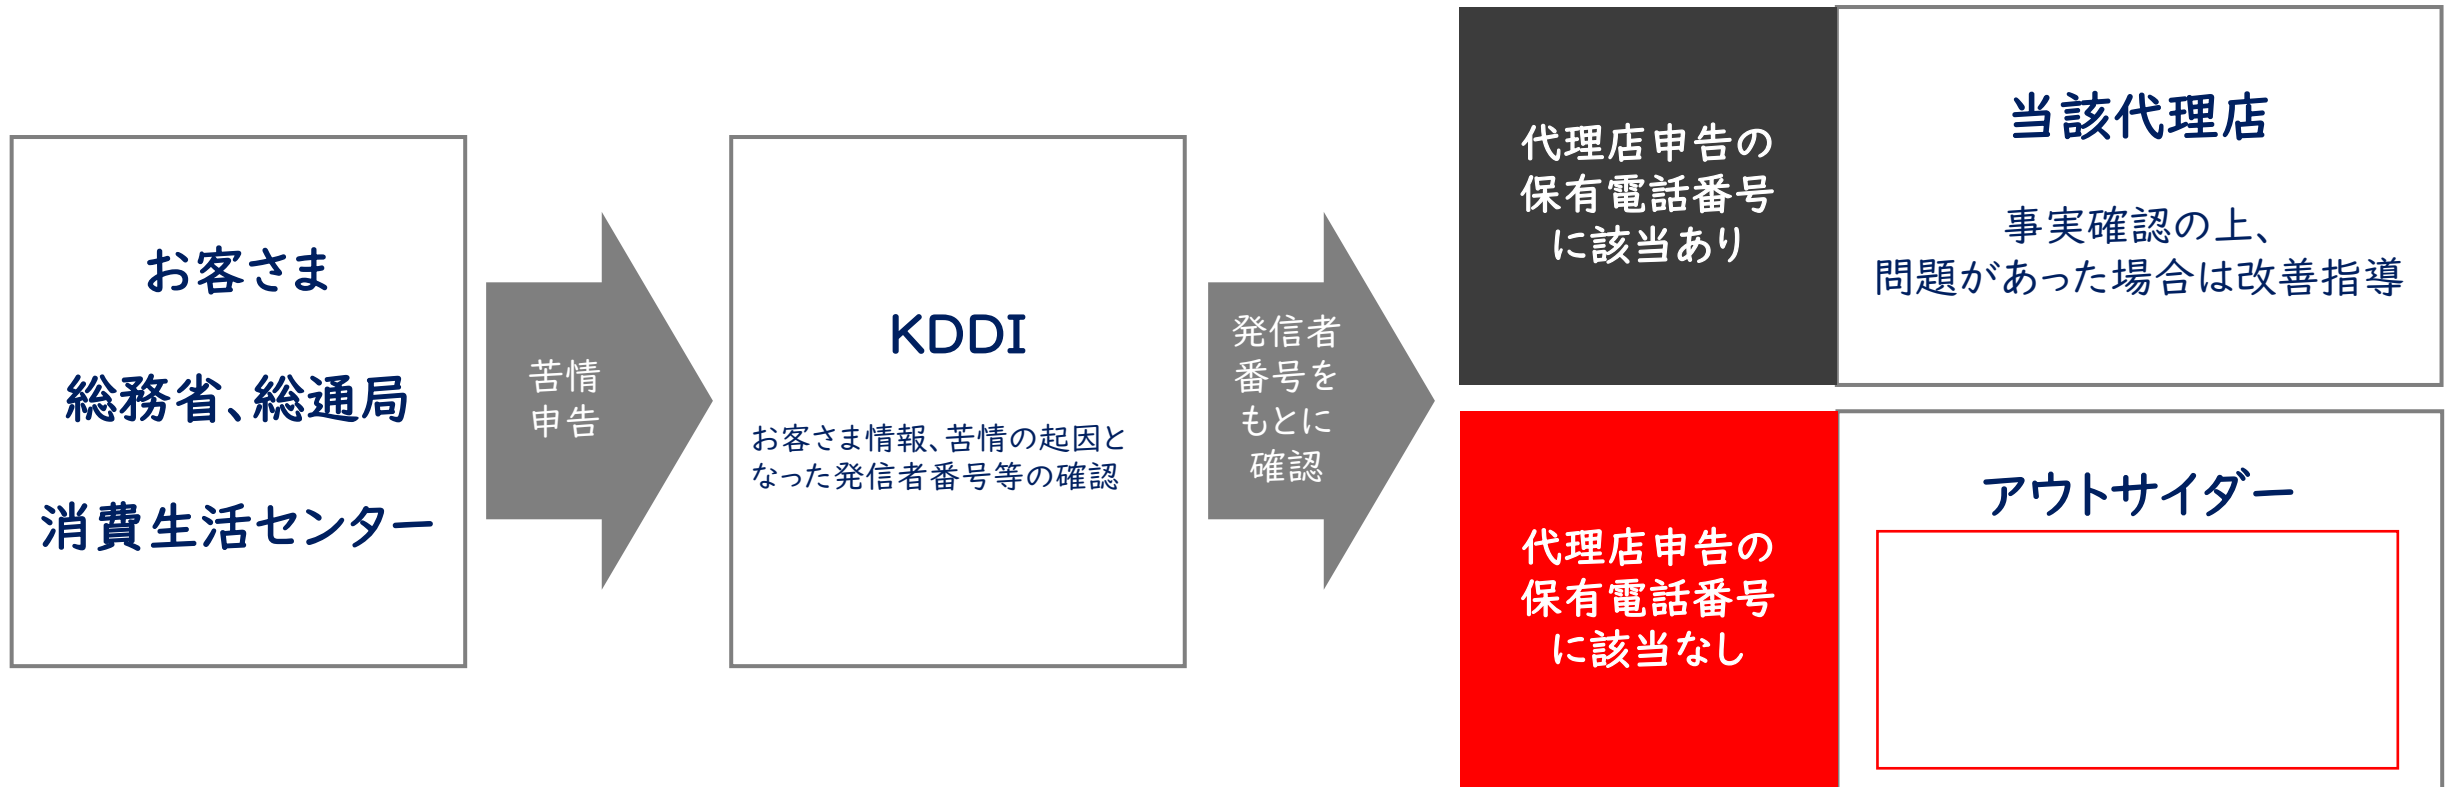 お客さま
総務省、総通局
消費生活センター
苦情
申告
KDDI
お客さま情報、苦情の起因と
なった発信者番号等の確認
発信者
番号を
もとに
確認
代理店申告の
保有電話番号
に該当あり
当該代理店
事実確認の上、
問題があった場合は改善指導
代理店申告の
保有電話番号
に該当なし
アウトサイダー